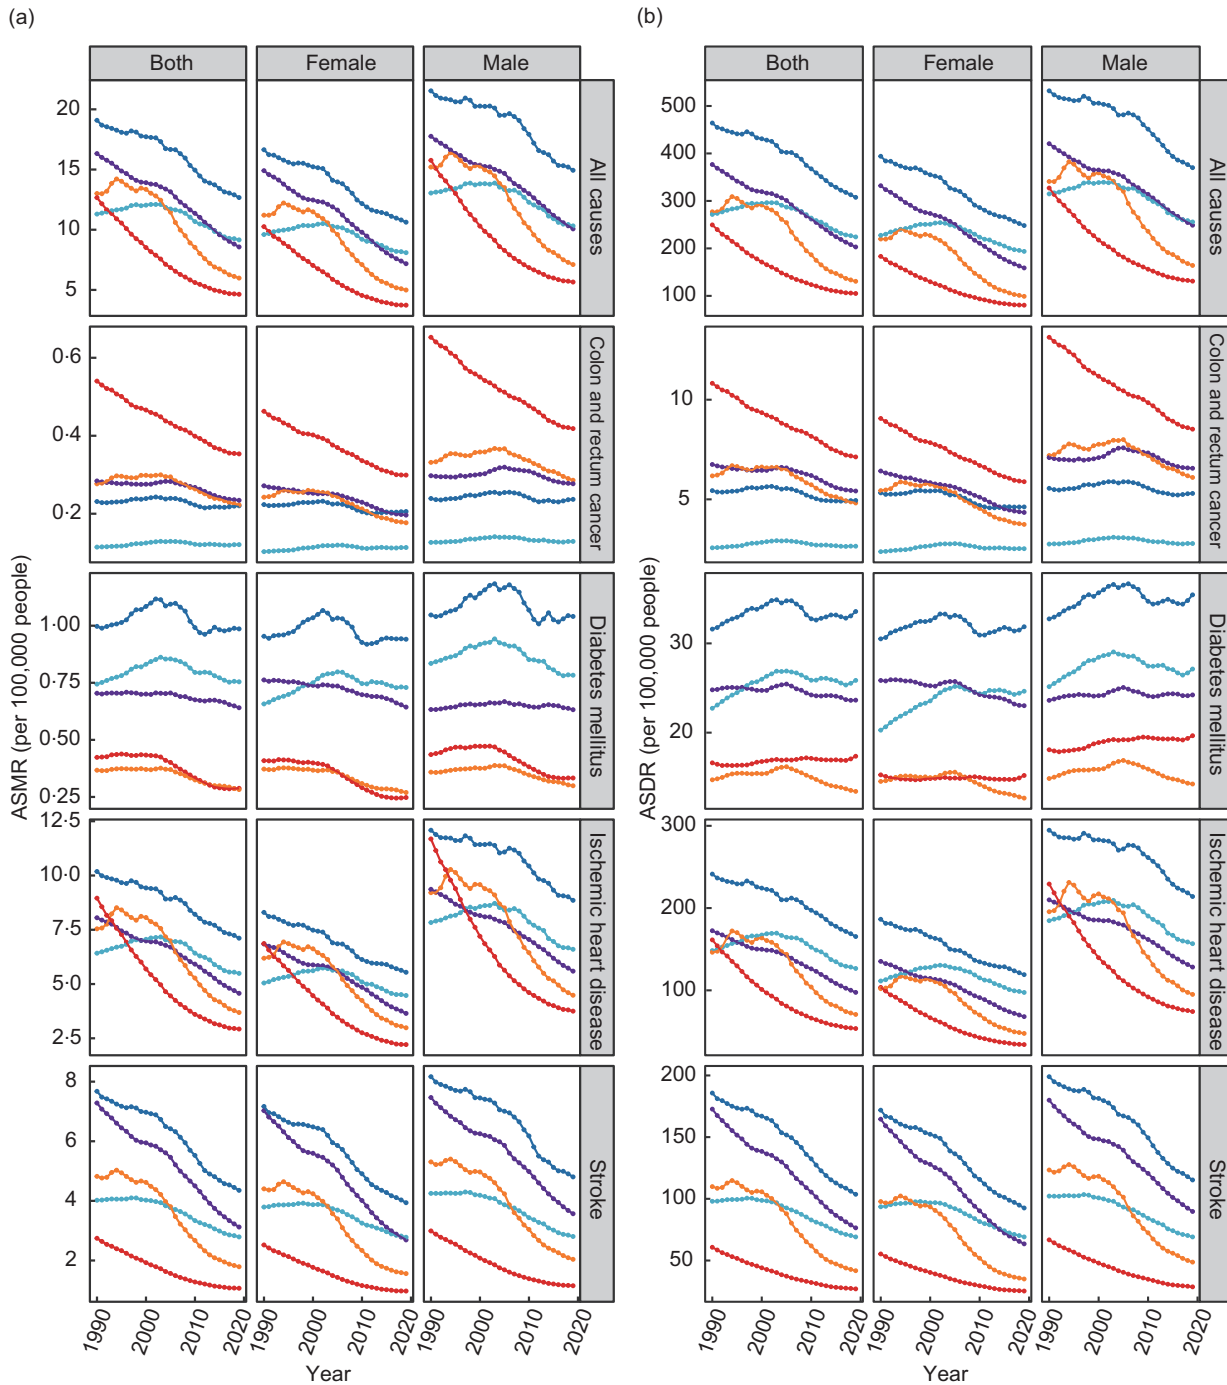 (a)
Both Female Male
20
15
10
5
All causes
0·6
0·4
0·2
Colon and rectum cancer
1·00
0·75
0·50
0·25
Diabetes mellitus
12·5
10·0
7·5
5·0
2·5
Ischemic heart disease
8
6
4
2
Stroke
ASMR (per 100,000 people)
1990 2000 2010 2020 1990 2000 2010 2020 1990 2000 2010 2020
Year
(b)
Both Female Male
500
400
300
200
100
All causes
10
5
Colon and rectum cancer
30
20
Diabetes mellitus
300
200
100
Ischemic heart disease
200
150
100
50
Stroke
ASDR (per 100,000 people)
1990 2000 2010 2020 1990 2000 2010 2020 1990 2000 2010 2020
Year